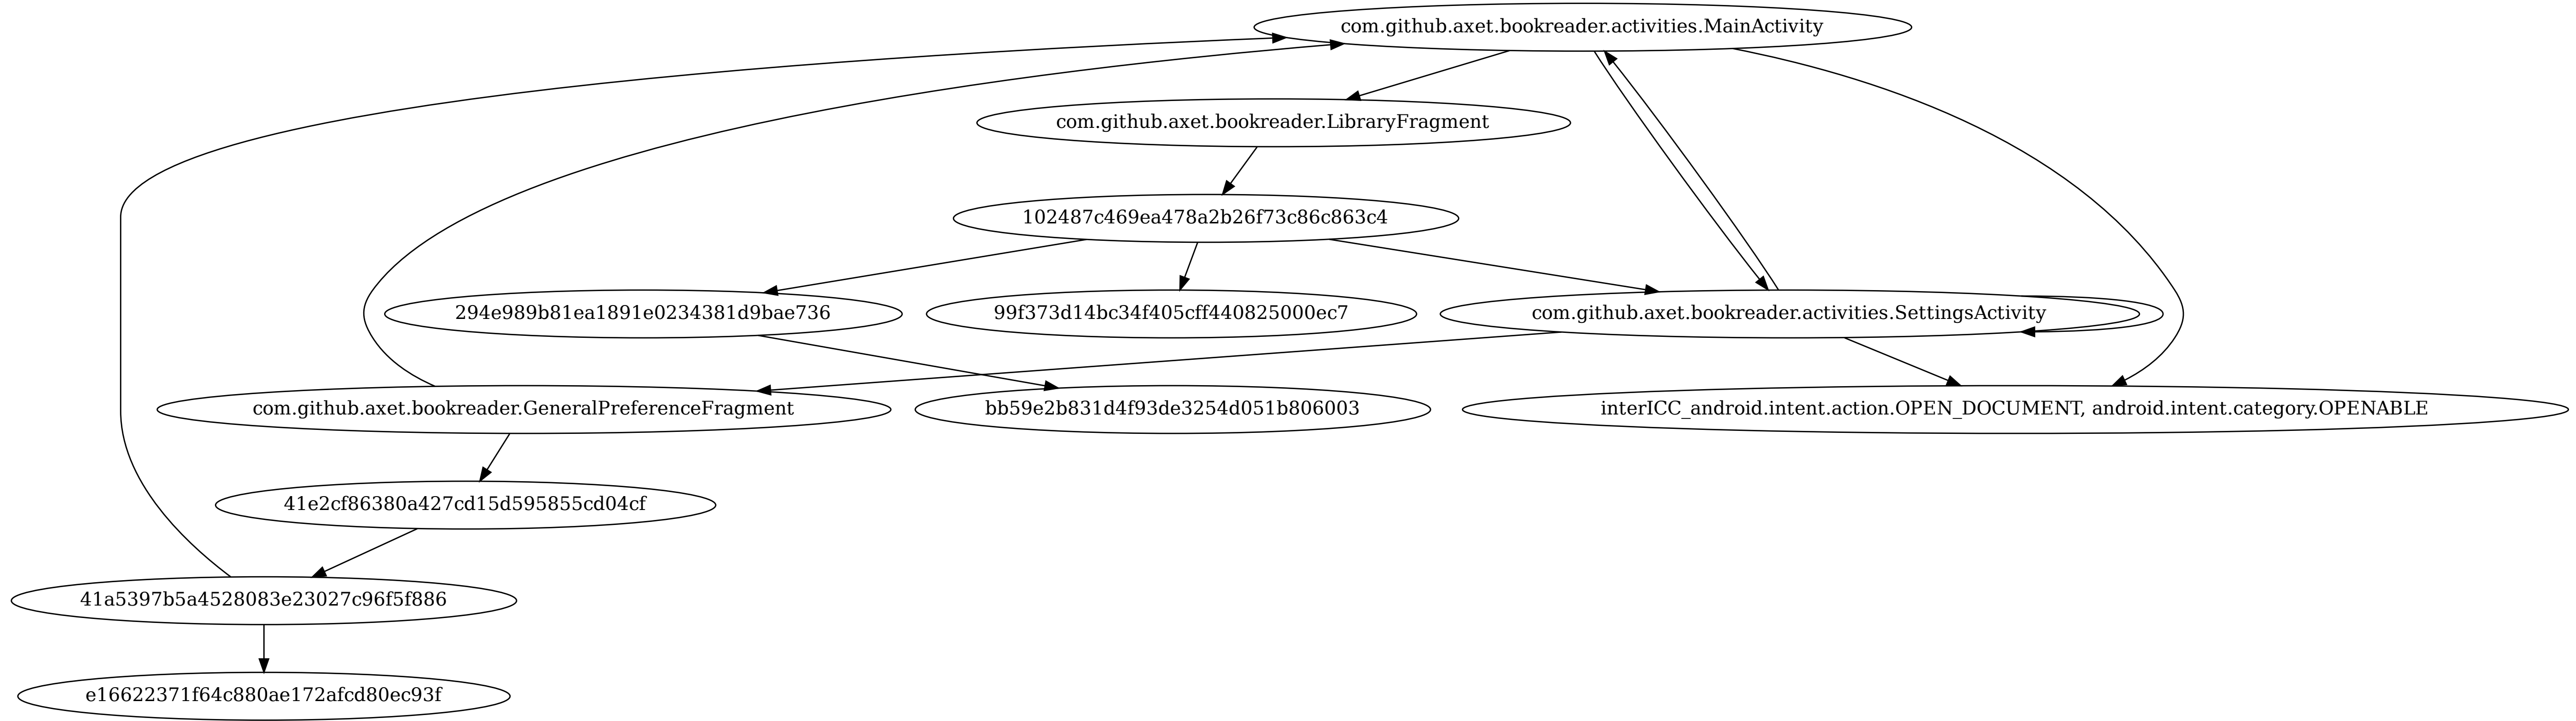 com.github.axet.bookreader.activities.MainActivity
com.github.axet.bookreader.LibraryFragment
102487c469ea478a2b26f73c86c863c4
294e989b81ea1891e0234381d9bae736
99f373d14bc34f405cff440825000ec7
com.github.axet.bookreader.activities.SettingsActivity
com.github.axet.bookreader.GeneralPreferenceFragment
bb59e2b831d4f93de3254d051b806003
interICC_android.intent.action.OPEN_DOCUMENT, android.intent.category.OPENABLE
41e2cf86380a427cd15d595855cd04cf
41a5397b5a4528083e23027c96f5f886
e16622371f64c880ae172afcd80ec93f